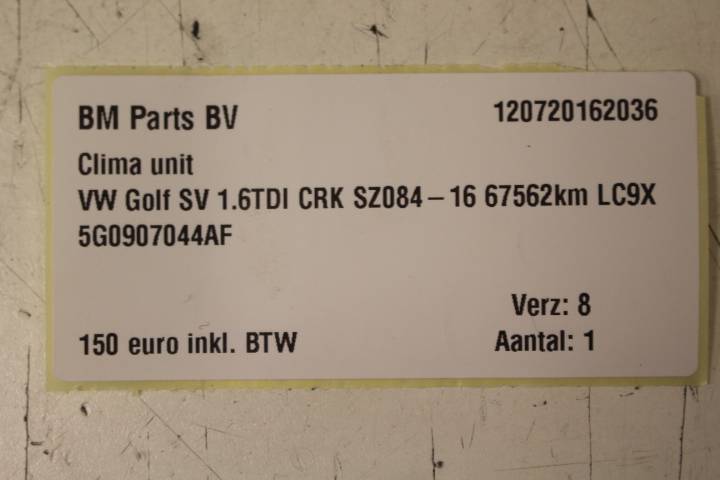 BM Parts BV 120720162036
Clima unit
VW Golf SV 1.6TDI CRK SZ084-16 67562km LC9X
5G0907044AF
Verz: 8
150 euro inkl. BTW Aantal: 1